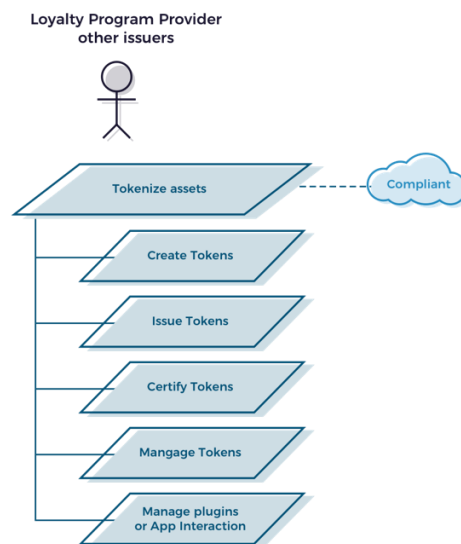 Loyalty Program Provider
other issuers
Tokenize assets
Compliant
Create Tokens
Issue Tokens
Certify Tokens
Mangage Tokens
Manage plugins
or App Interaction